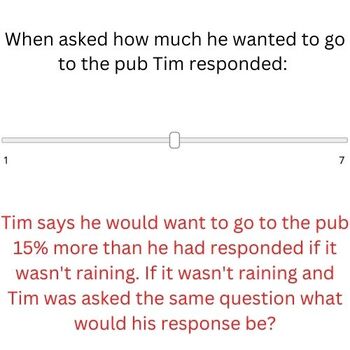 When asked how much he wanted to go
to the pub Tim responded:
1 7
Tim says he would want to go to the pub
15% more than he had responded if it
wasn't raining. If it wasn't raining and
Tim was asked the same question what
would his response be?